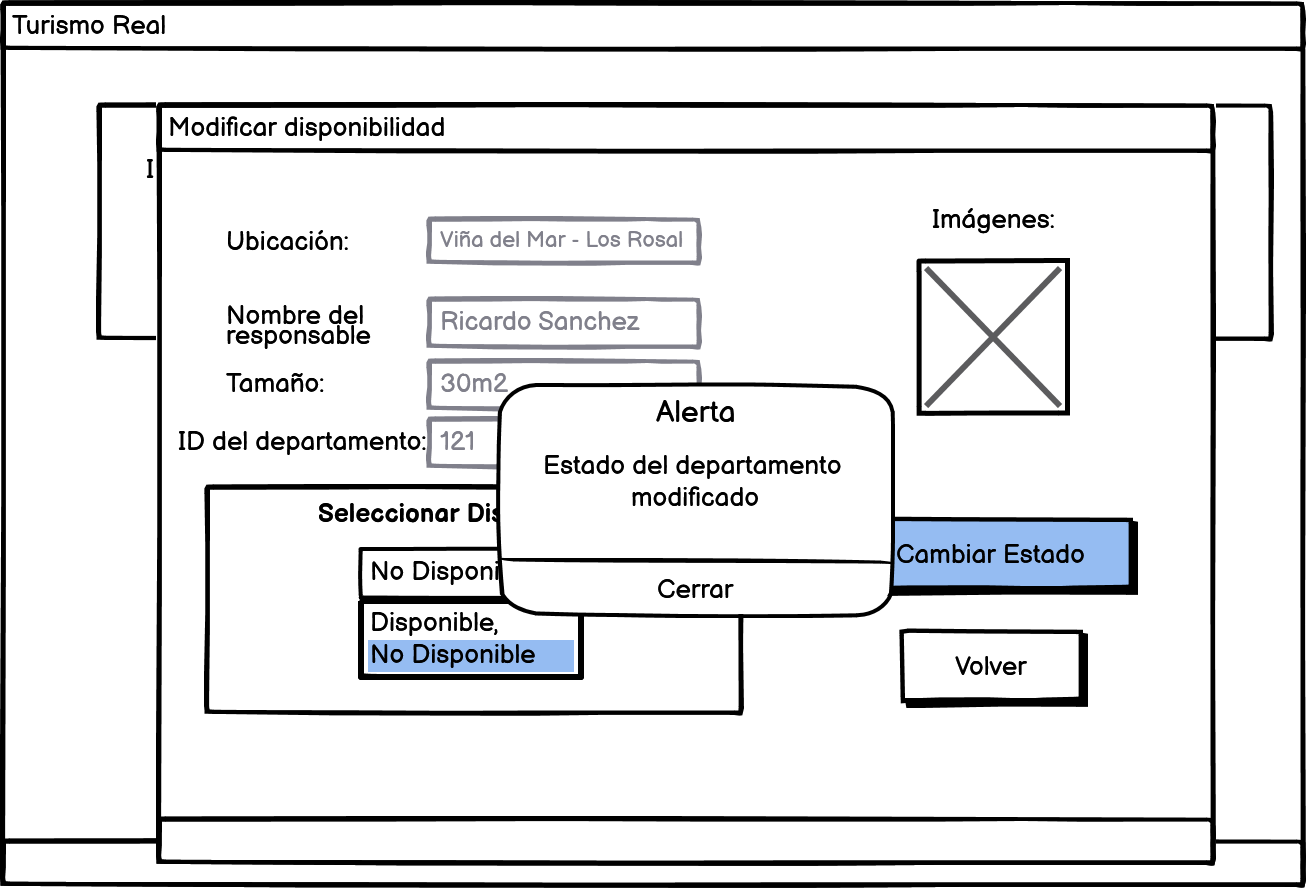 Turismo Real
Modificar disponibilidad
I
Imágenes:
Ubicación:
Viña del Mar - Los Rosal
Nombre del
responsable
Ricardo Sanchez
Tamaño:
30m2
ID del departamento:
121
Alerta
Estado del departamento
modificado
Cerrar
Seleccionar Dis
No Disponi
Disponible,
No Disponible
Cambiar Estado
Volver